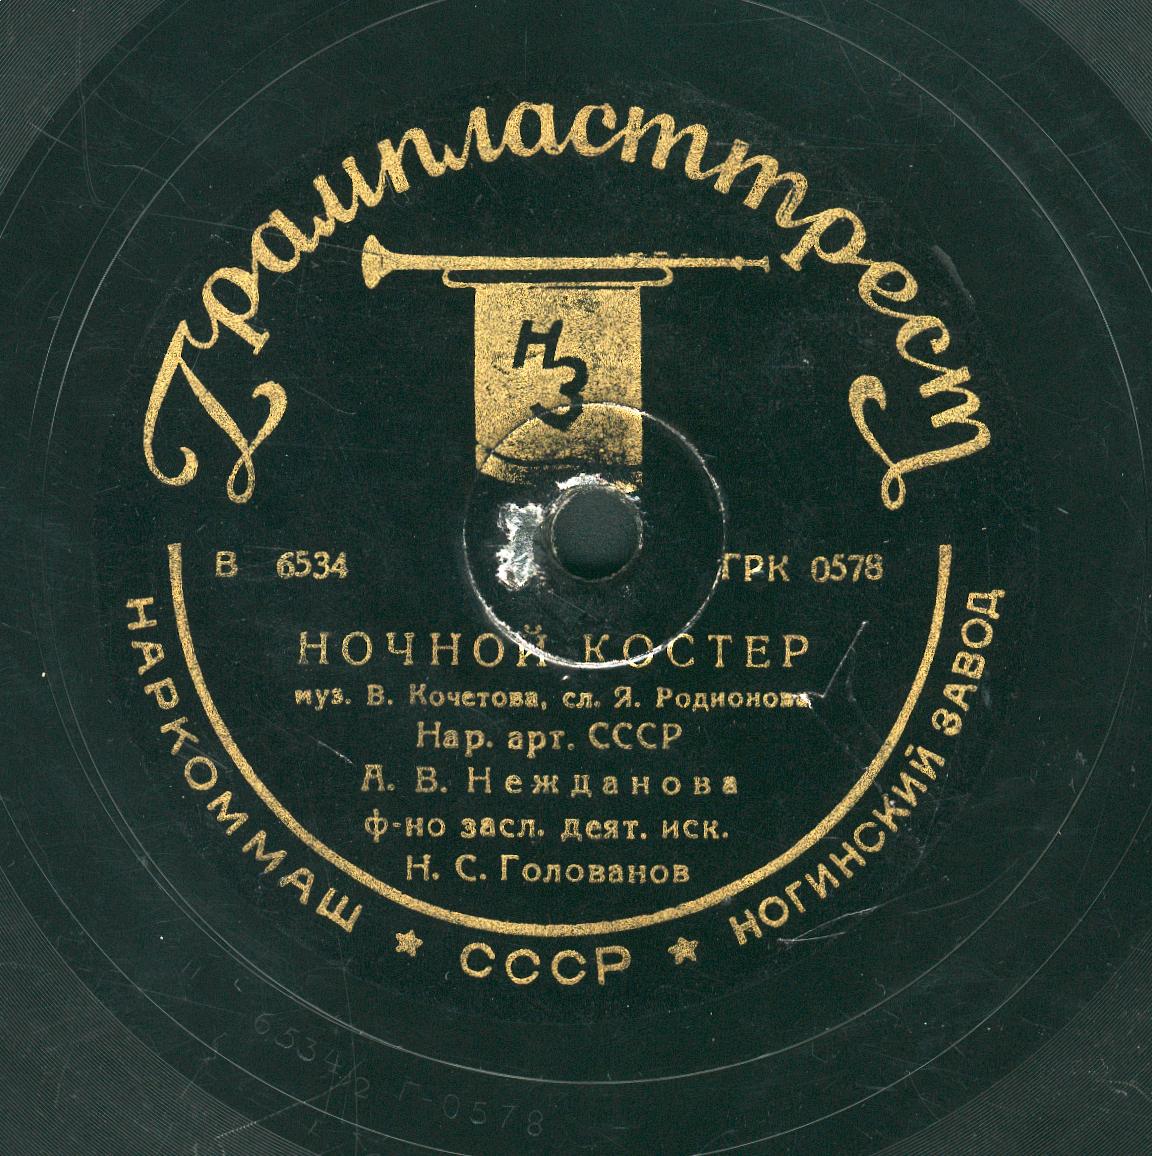 Грампласттрест
НЗ
В 6534
ГРК 0578
НОЧНОЙ КОСТЕР
муз. В. Кочетова, сл. Я. Родионова
Нар. арт. СССР
А. В. Нежданова
ф-но засл. деят. иск.
Н. С. Голованов
НАРКОММАШ ★ СССР ★ НОГИНСКИЙ ЗАВОД
6534/2 Г-0578